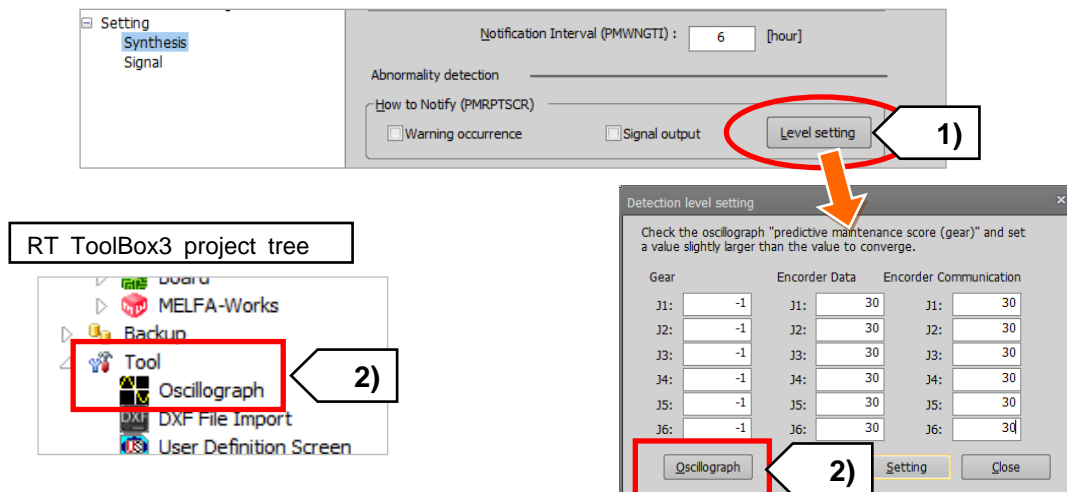 Setting
Synthesis
Signal
Notification Interval (PMWNGTI) : 6 [hour]
Abnormality detection
How to Notify (PMRPTSCR)
Warning occurrence Signal output Level setting
1)
RT ToolBox3 project tree
Board
MELFA-Works
Backup
Tool
Oscillograph
DXF DXF File Import
User Definition Screen
2)
Detection level setting x
Check the oscillograph "predictive maintenance score (gear)" and set
a value slightly larger than the value to converge.
Gear Encorder Data Encorder Communication
J1: -1 J1: 30 J1: 30
J2: -1 J2: 30 J2: 30
J3: -1 J3: 30 J3: 30
J4: -1 J4: 30 J4: 30
J5: -1 J5: 30 J5: 30
J6: -1 J6: 30 J6: 30
Oscillograph 2) Setting Close